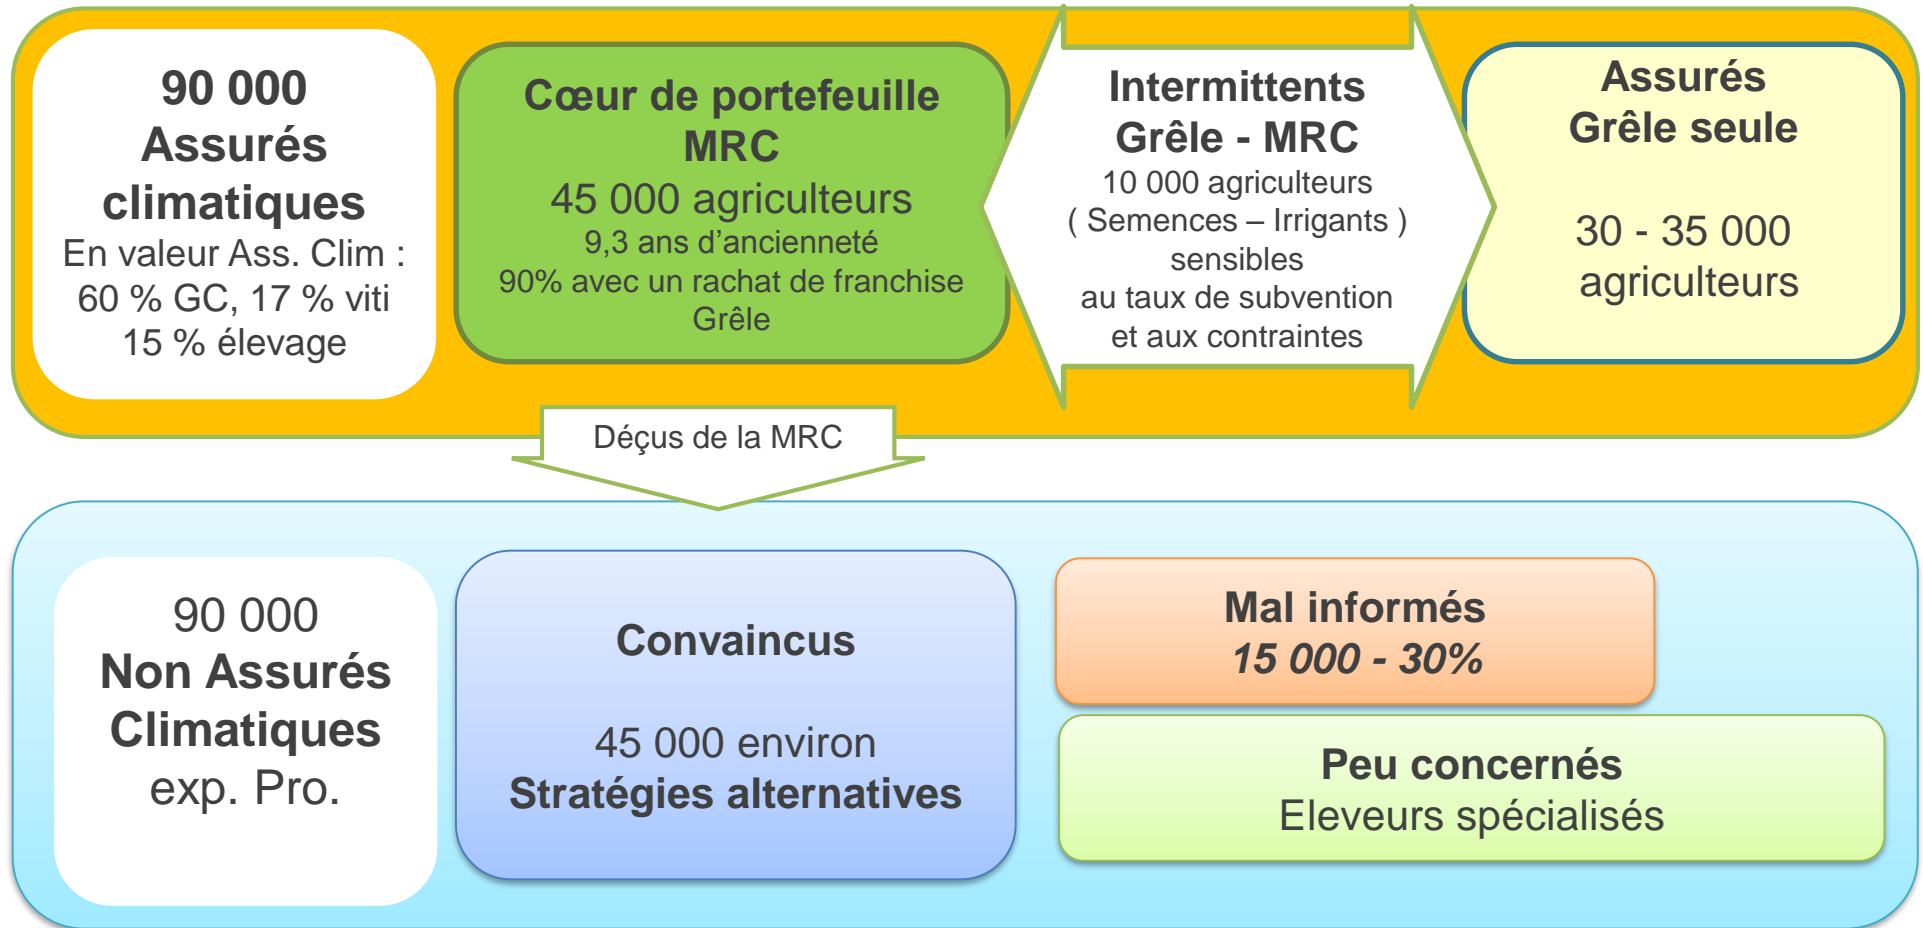 90 000
Assurés
climatiques
En valeur Ass. Clim :
60 % GC, 17 % viti
15 % élevage
Cœur de portefeuille
MRC
45 000 agriculteurs
9,3 ans d’ancienneté
90% avec un rachat de franchise
Grêle
Intermittents
Grêle - MRC
10 000 agriculteurs
( Semences – Irrigants )
sensibles
au taux de subvention
et aux contraintes
Assurés
Grêle seule
30 - 35 000
agriculteurs
Déçus de la MRC
90 000
Non Assurés
Climatiques
exp. Pro.
Convaincus
45 000 environ
Stratégies alternatives
Mal informés
15 000 - 30%
Peu concernés
Eleveurs spécialisés